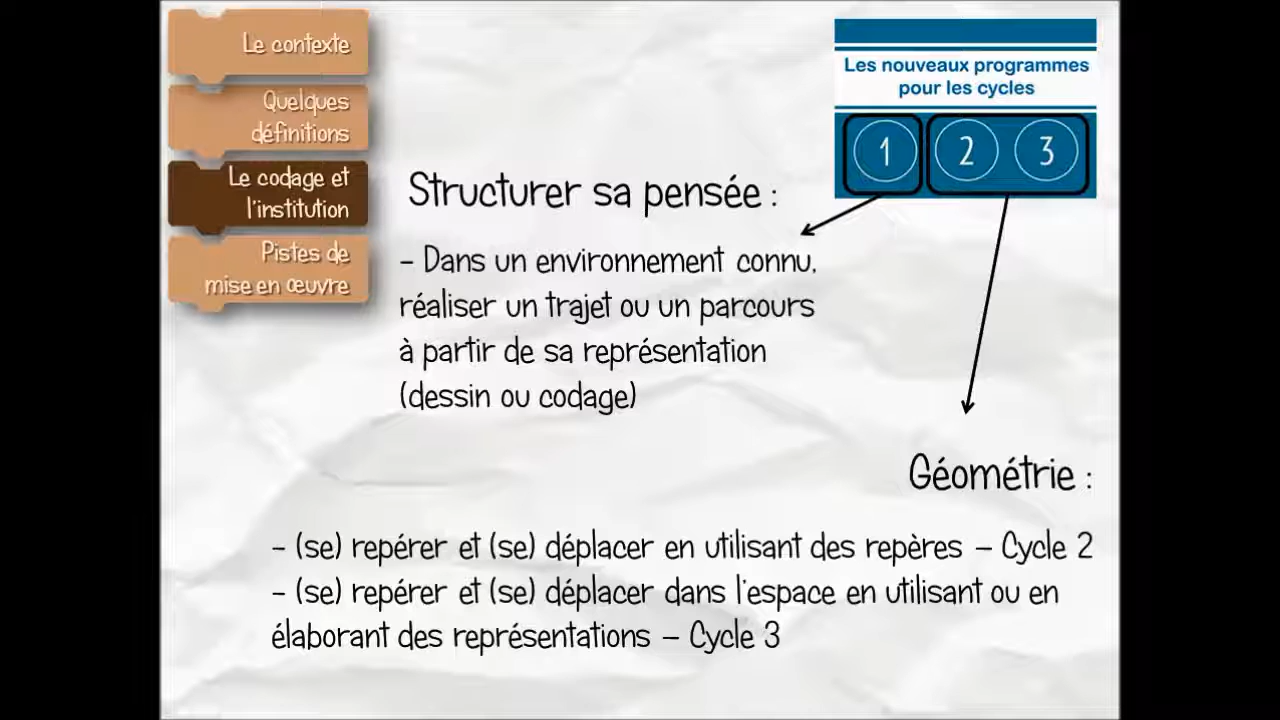 Le contexte
Quelques
définitions
Le codage et
l'institution
Pistes de
mise en œuvre
Les nouveaux programmes
pour les cycles
1 2 3
Structurer sa pensée :
- Dans un environnement connu,
réaliser un trajet ou un parcours
à partir de sa représentation
(dessin ou codage)
Géométrie :
- (se) repérer et (se) déplacer en utilisant des repères – Cycle 2
- (se) repérer et (se) déplacer dans l'espace en utilisant ou en
élaborant des représentations – Cycle 3